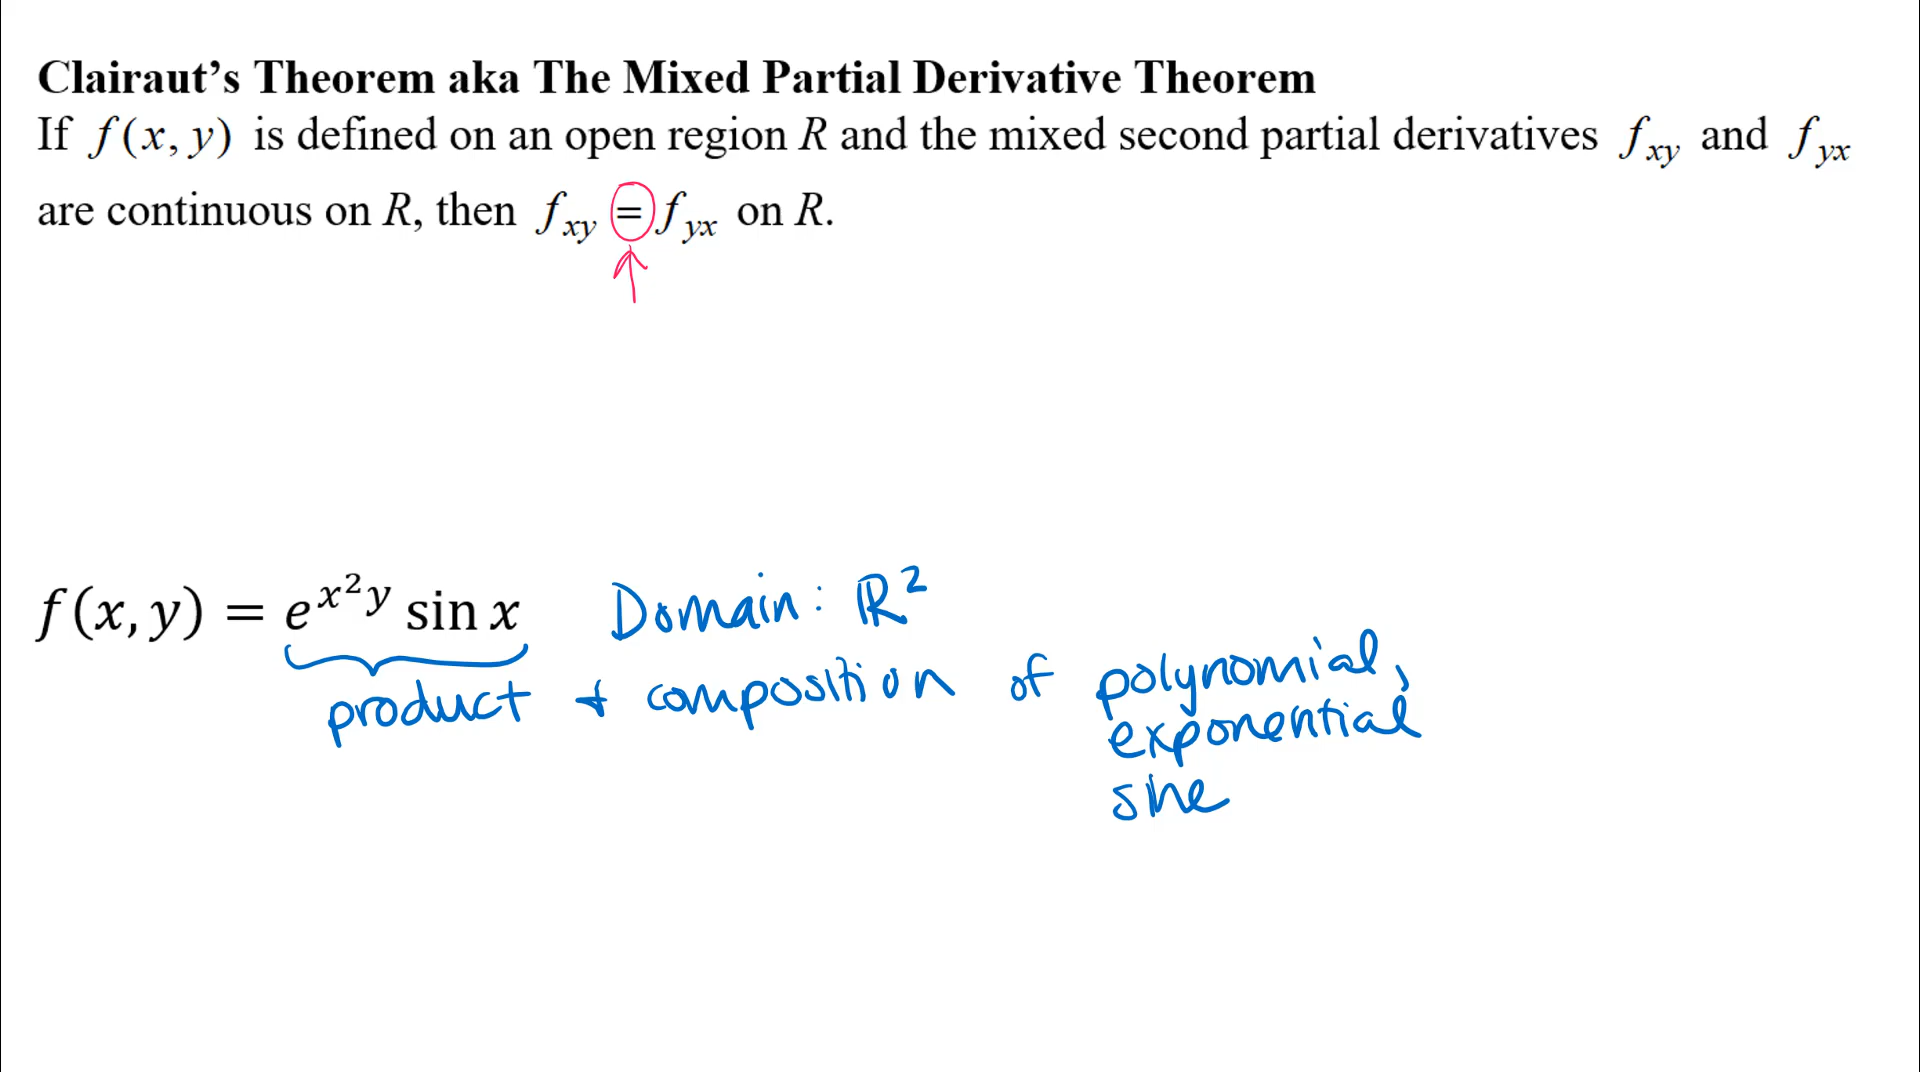 Clairaut’s Theorem aka The Mixed Partial Derivative Theorem
If f(x, y) is defined on an open region R and the mixed second partial derivatives f_xy and f_yx
are continuous on R, then f_xy = f_yx on R.
f(x, y) = e^{x²y} sin x Domain: ℝ²
product + composition of polynomial,
exponential
sine